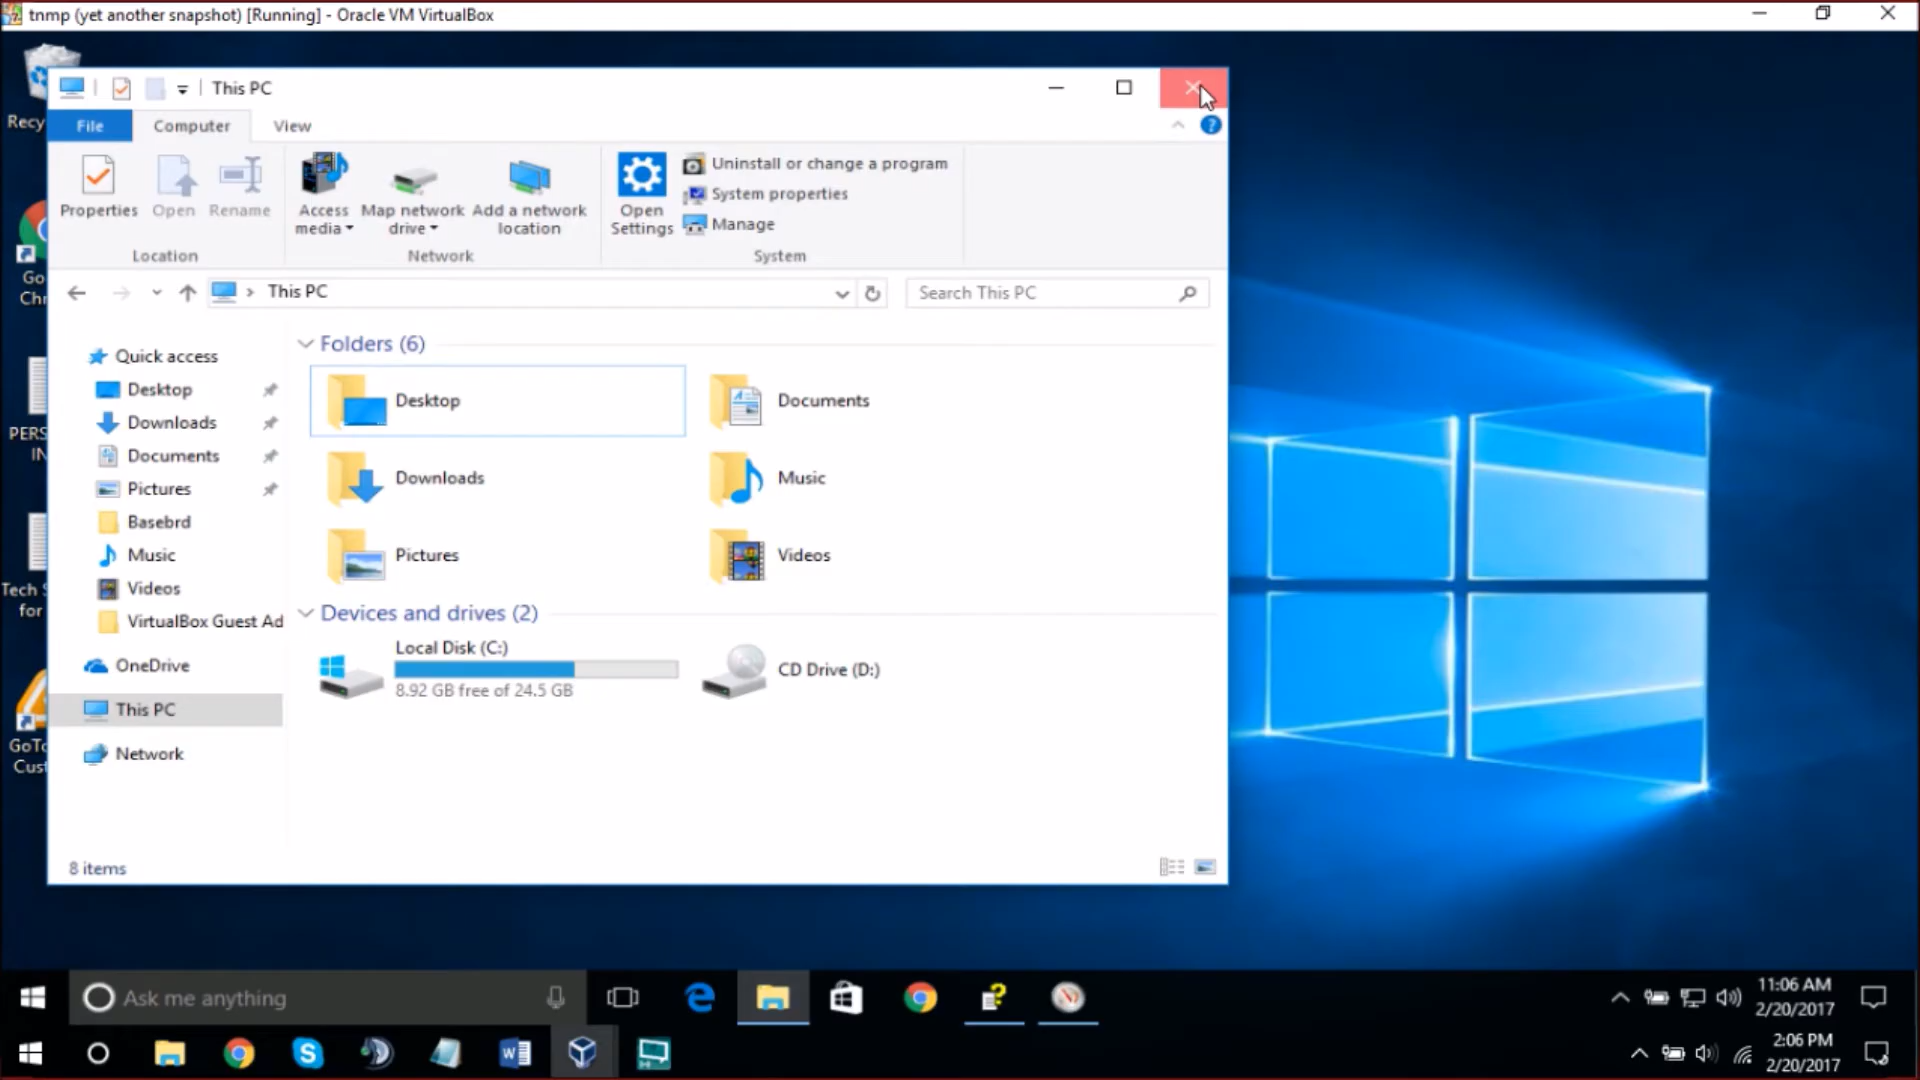 tnmp (yet another snapshot) [Running] - Oracle VM VirtualBox
This PC
File
Computer
View
Properties
Open
Rename
Access media
Map network drive
Add a network location
Open Settings
Uninstall or change a program
System properties
Manage
Location
Network
System
This PC
Search This PC
Quick access
Desktop
Downloads
Documents
Pictures
Basebrd
Music
Videos
VirtualBox Guest Ad
OneDrive
This PC
Network
Folders (6)
Desktop
Documents
Downloads
Music
Pictures
Videos
Devices and drives (2)
Local Disk (C:)
8.92 GB free of 24.5 GB
CD Drive (D:)
8 items
Recy
Go
Chr
PERS
IN
Tech S
for
GoTo
Cust
Ask me anything
11:06 AM
2/20/2017
2:06 PM
2/20/2017